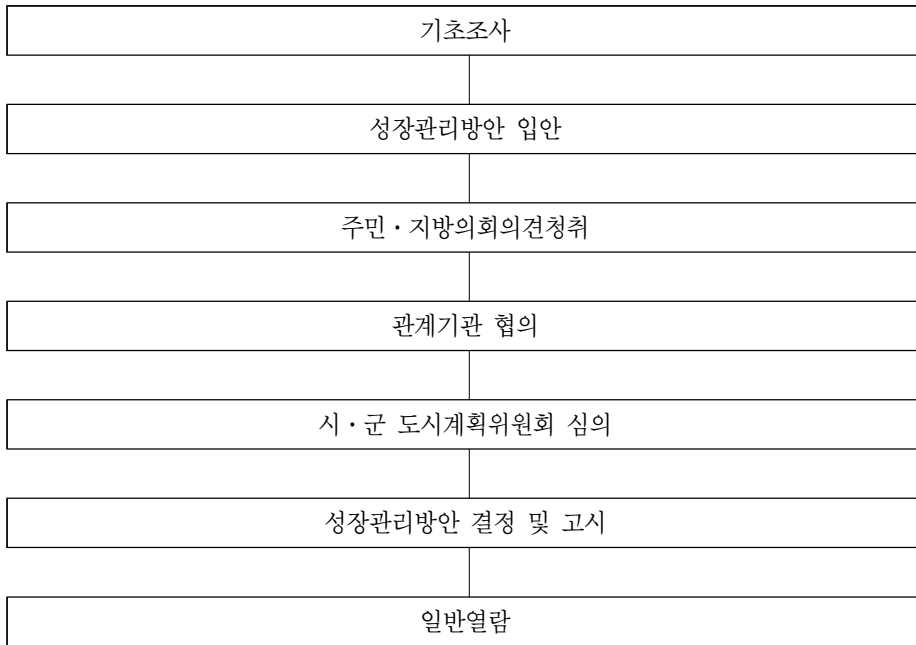 기초조사
성장관리방안 입안
주민・지방의회의견청취
관계기관 협의
시・군 도시계획위원회 심의
성장관리방안 결정 및 고시
일반열람